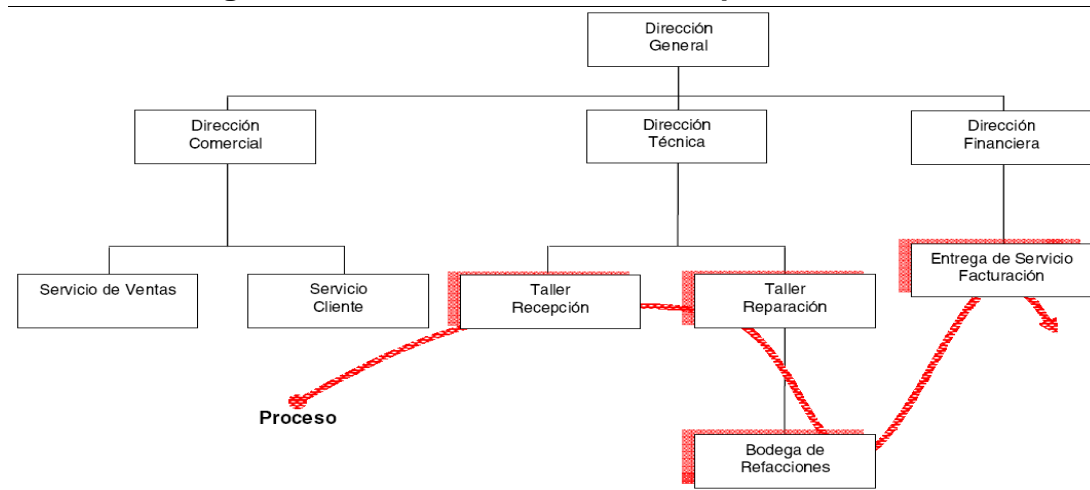 Dirección
General
Dirección
Comercial
Dirección
Técnica
Dirección
Financiera
Servicio de Ventas
Servicio
Cliente
Taller
Recepción
Taller
Reparación
Entrega de Servicio
Facturación
Proceso
Bodega de
Refacciones